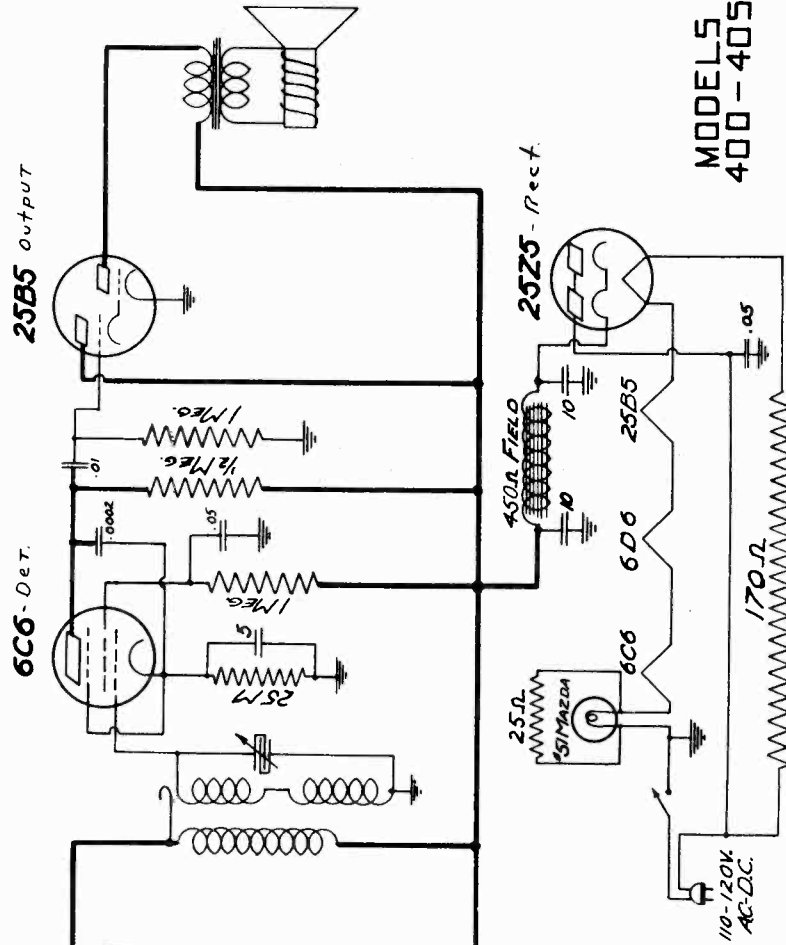 MODELS
400-405
25B5 output
6C6-Det.
.01
1 MEG.
½ MEG.
.0002
.05
1 MEG.
5
25M
25Z5-Rect.
450Ω FIELD
10
10
.05
25B5
6D6
6C6
25Ω
#51 MAZDA
170Ω
110-120V.
AC-D.C.